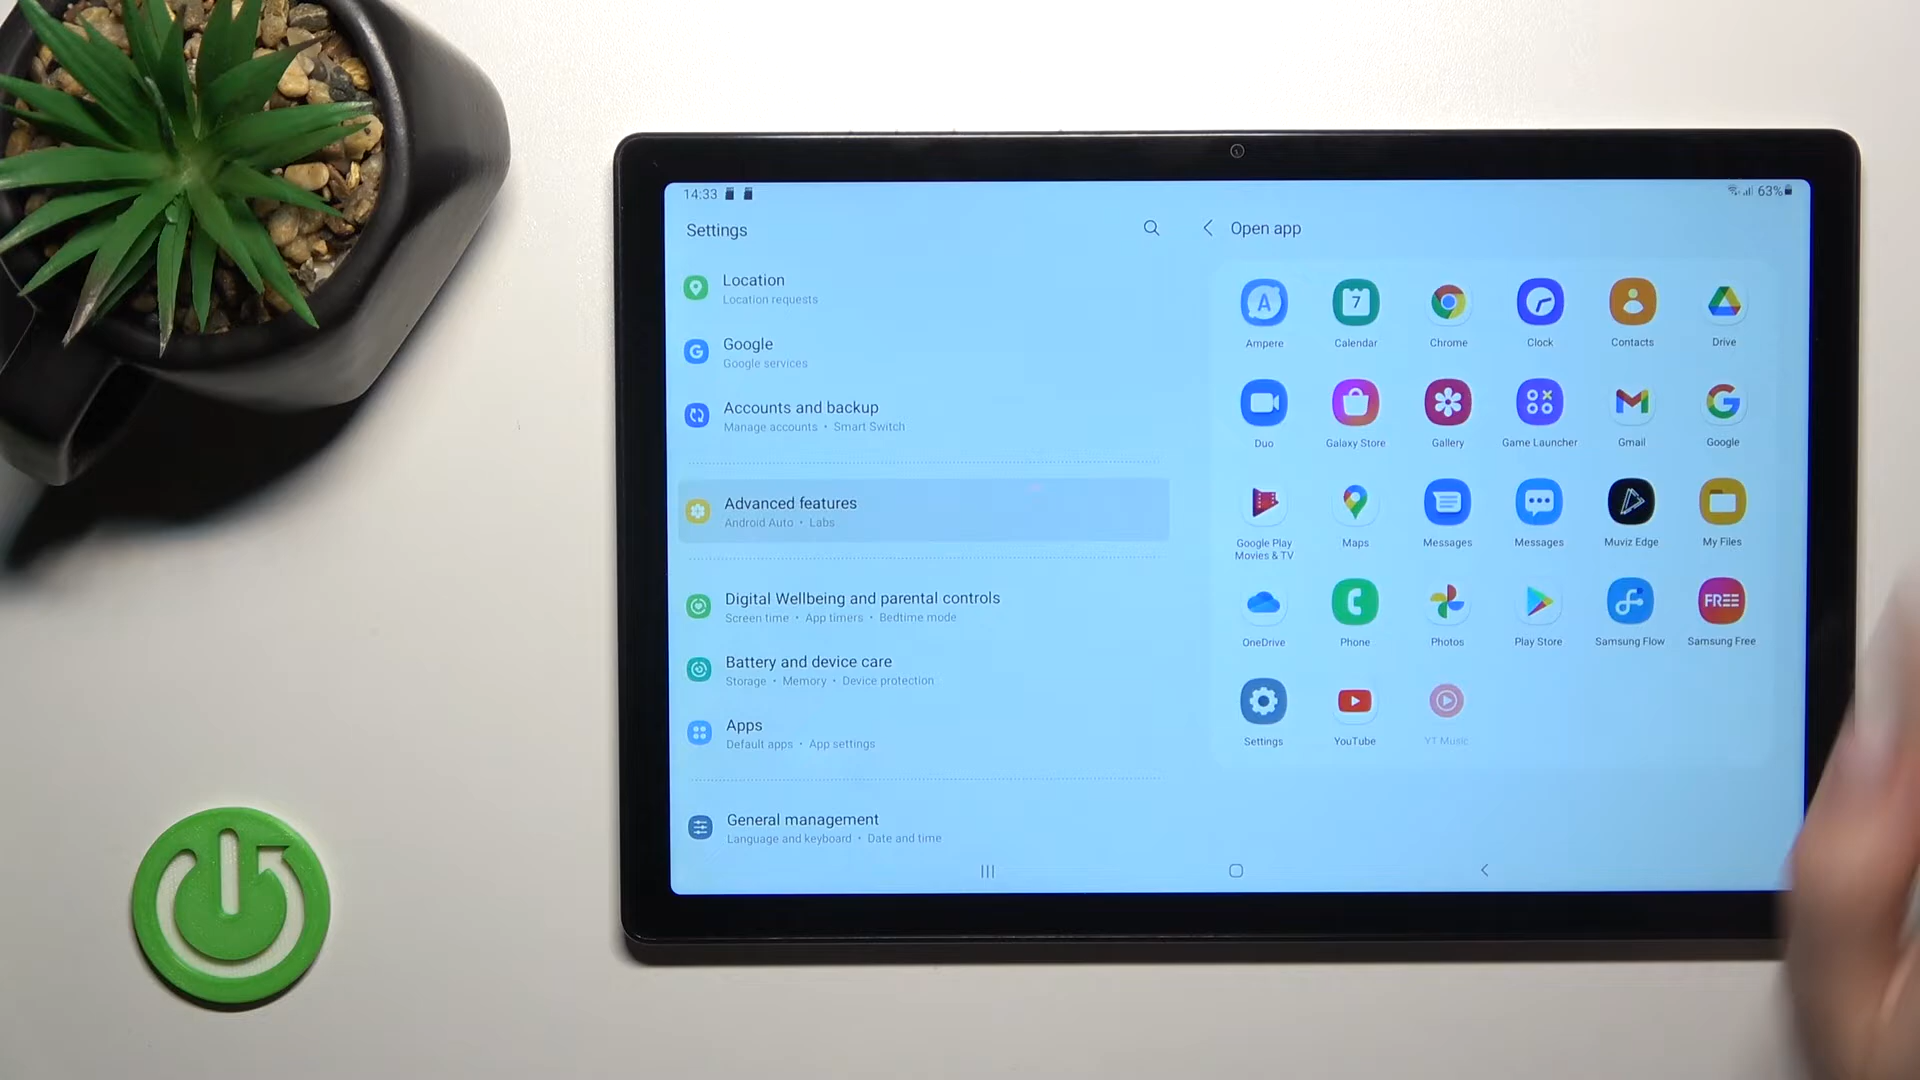 14:33
63%
Settings
Location
Location requests
Google
Google services
Accounts and backup
Manage accounts • Smart Switch
Advanced features
Android Auto • Labs
Digital Wellbeing and parental controls
Screen time • App timers • Bedtime mode
Battery and device care
Storage • Memory • Device protection
Apps
Default apps • App settings
General management
Language and keyboard • Date and time
Open app
A
7
Ampere Calendar Chrome Clock Contacts Drive
Duo Galaxy Store Gallery Game Launcher Gmail Google
Google Play
Movies & TV
Maps Messages Messages Muviz Edge My Files
FREE
OneDrive Phone Photos Play Store Samsung Flow Samsung Free
Settings YouTube YT Music